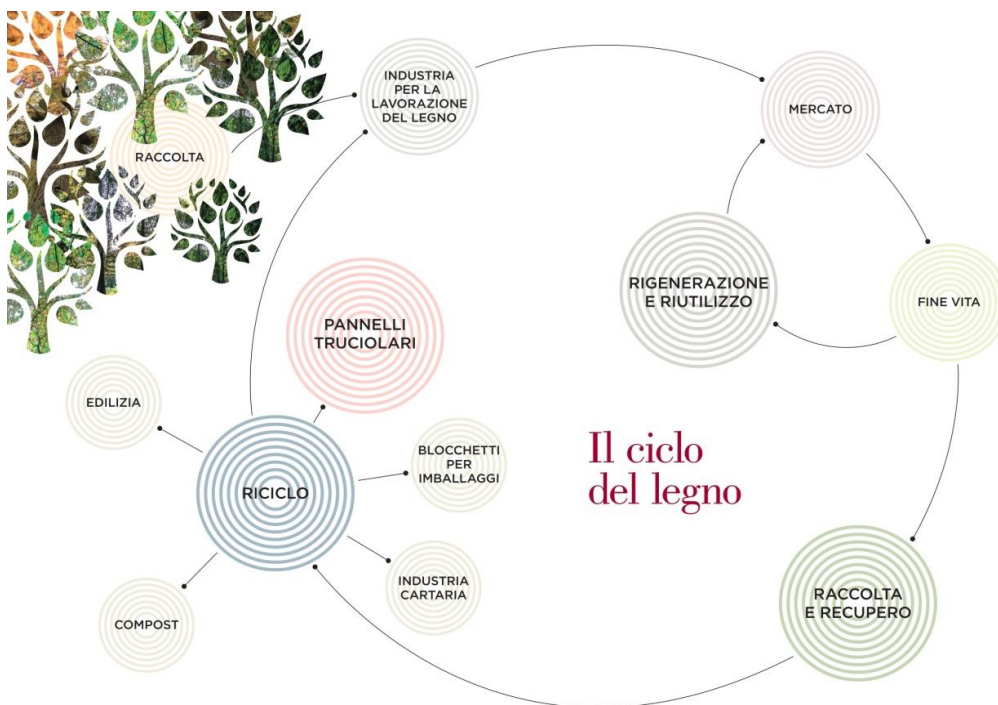 INDUSTRIA
PER LA
LAVORAZIONE
DEL LEGNO
MERCATO
RACCOLTA
RIGENERAZIONE
E RIUTILIZZO
FINE VITA
PANNELLI
TRUCIOLARI
EDILIZIA
BLOCCHETTI
PER
IMBALLAGGI
Il ciclo
del legno
RICICLO
INDUSTRIA
CARTARIA
RACCOLTA
E RECUPERO
COMPOST